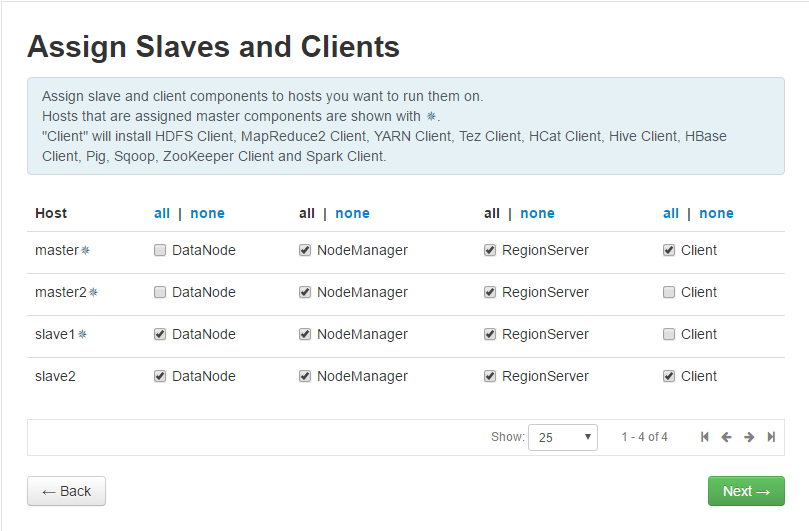 Assign Slaves and Clients
Assign slave and client components to hosts you want to run them on.
Hosts that are assigned master components are shown with ✵.
"Client" will install HDFS Client, MapReduce2 Client, YARN Client, Tez Client, HCat Client, Hive Client, HBase
Client, Pig, Sqoop, ZooKeeper Client and Spark Client.
Host all | none all | none all | none all | none
master✵ DataNode NodeManager RegionServer Client
master2✵ DataNode NodeManager RegionServer Client
slave1✵ DataNode NodeManager RegionServer Client
slave2 DataNode NodeManager RegionServer Client
Show: 25 1 - 4 of 4
← Back Next →